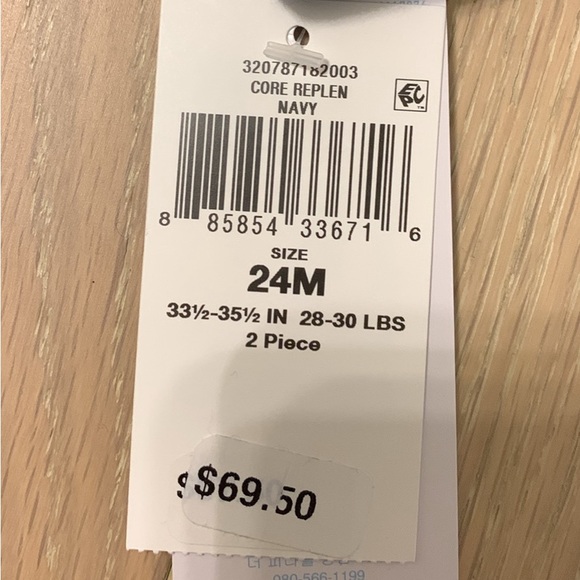 320787182003
CORE REPLEN
NAVY
EPC
8 85854 33671 6
SIZE
24M
33½-35½ IN 28-30 LBS
2 Piece
$69.50
080-566-1199